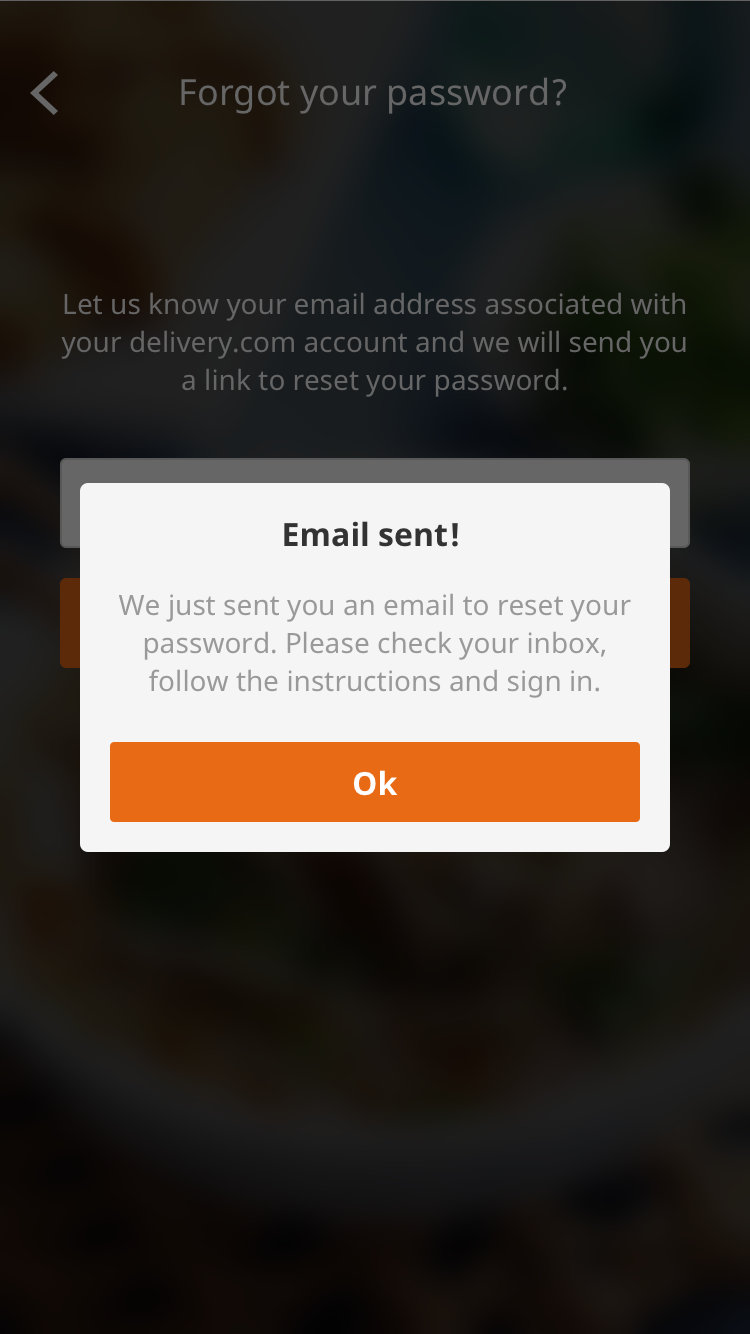 Forgot your password?
Let us know your email address associated with
your delivery.com account and we will send you
a link to reset your password.
Email sent!
We just sent you an email to reset your
password. Please check your inbox,
follow the instructions and sign in.
Ok